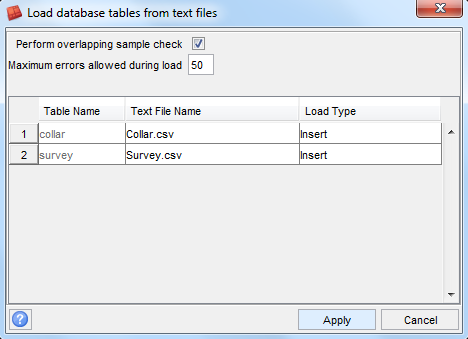 Load database tables from text files
Perform overlapping sample check
Maximum errors allowed during load 50
Table Name Text File Name Load Type
1 collar Collar.csv Insert
2 survey Survey.csv Insert
? Apply Cancel